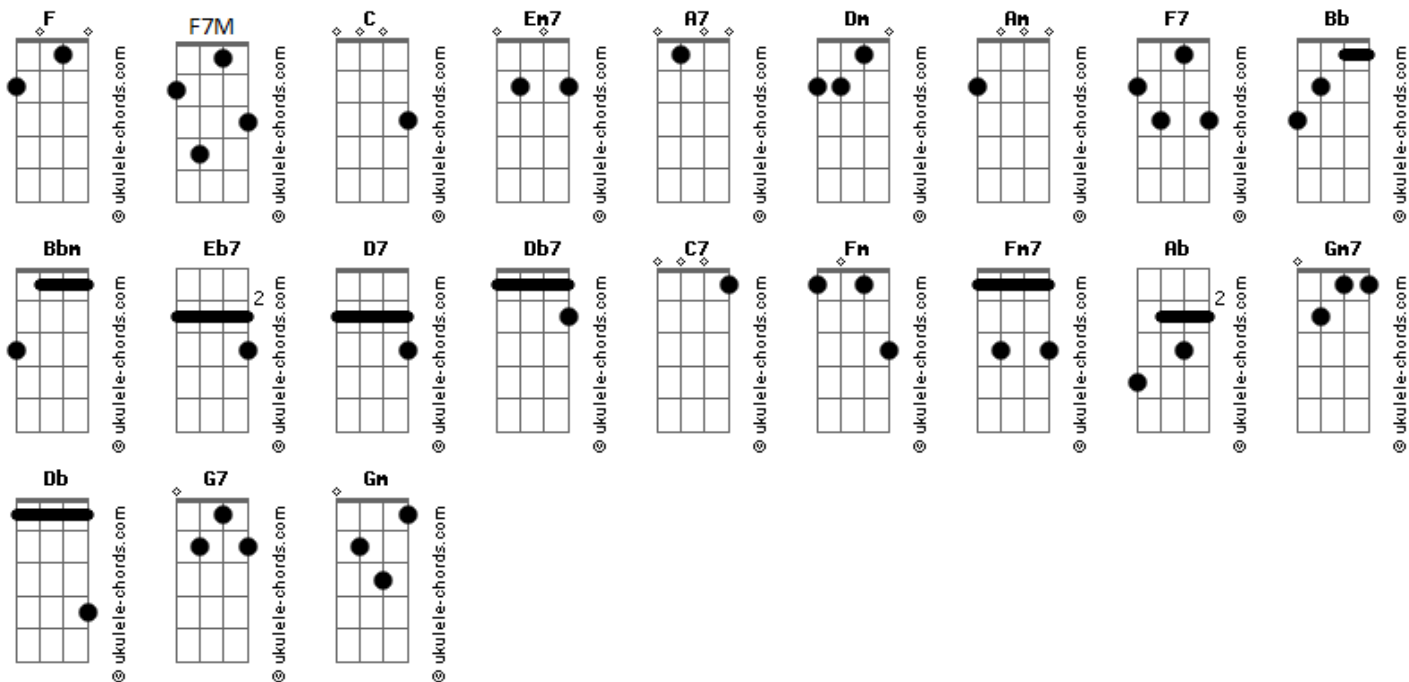 F F7M C Em7 A7 Dm Am F7 Bb
© ukulele-chords.com © ukulele-chords.com © ukulele-chords.com © ukulele-chords.com © ukulele-chords.com © ukulele-chords.com © ukulele-chords.com © ukulele-chords.com © ukulele-chords.com
Bbm Eb7 D7 Db7 C7 Fm Fm7 Ab Gm7
2 2
© ukulele-chords.com © ukulele-chords.com © ukulele-chords.com © ukulele-chords.com © ukulele-chords.com © ukulele-chords.com © ukulele-chords.com © ukulele-chords.com © ukulele-chords.com
Db G7 Gm
© ukulele-chords.com © ukulele-chords.com © ukulele-chords.com